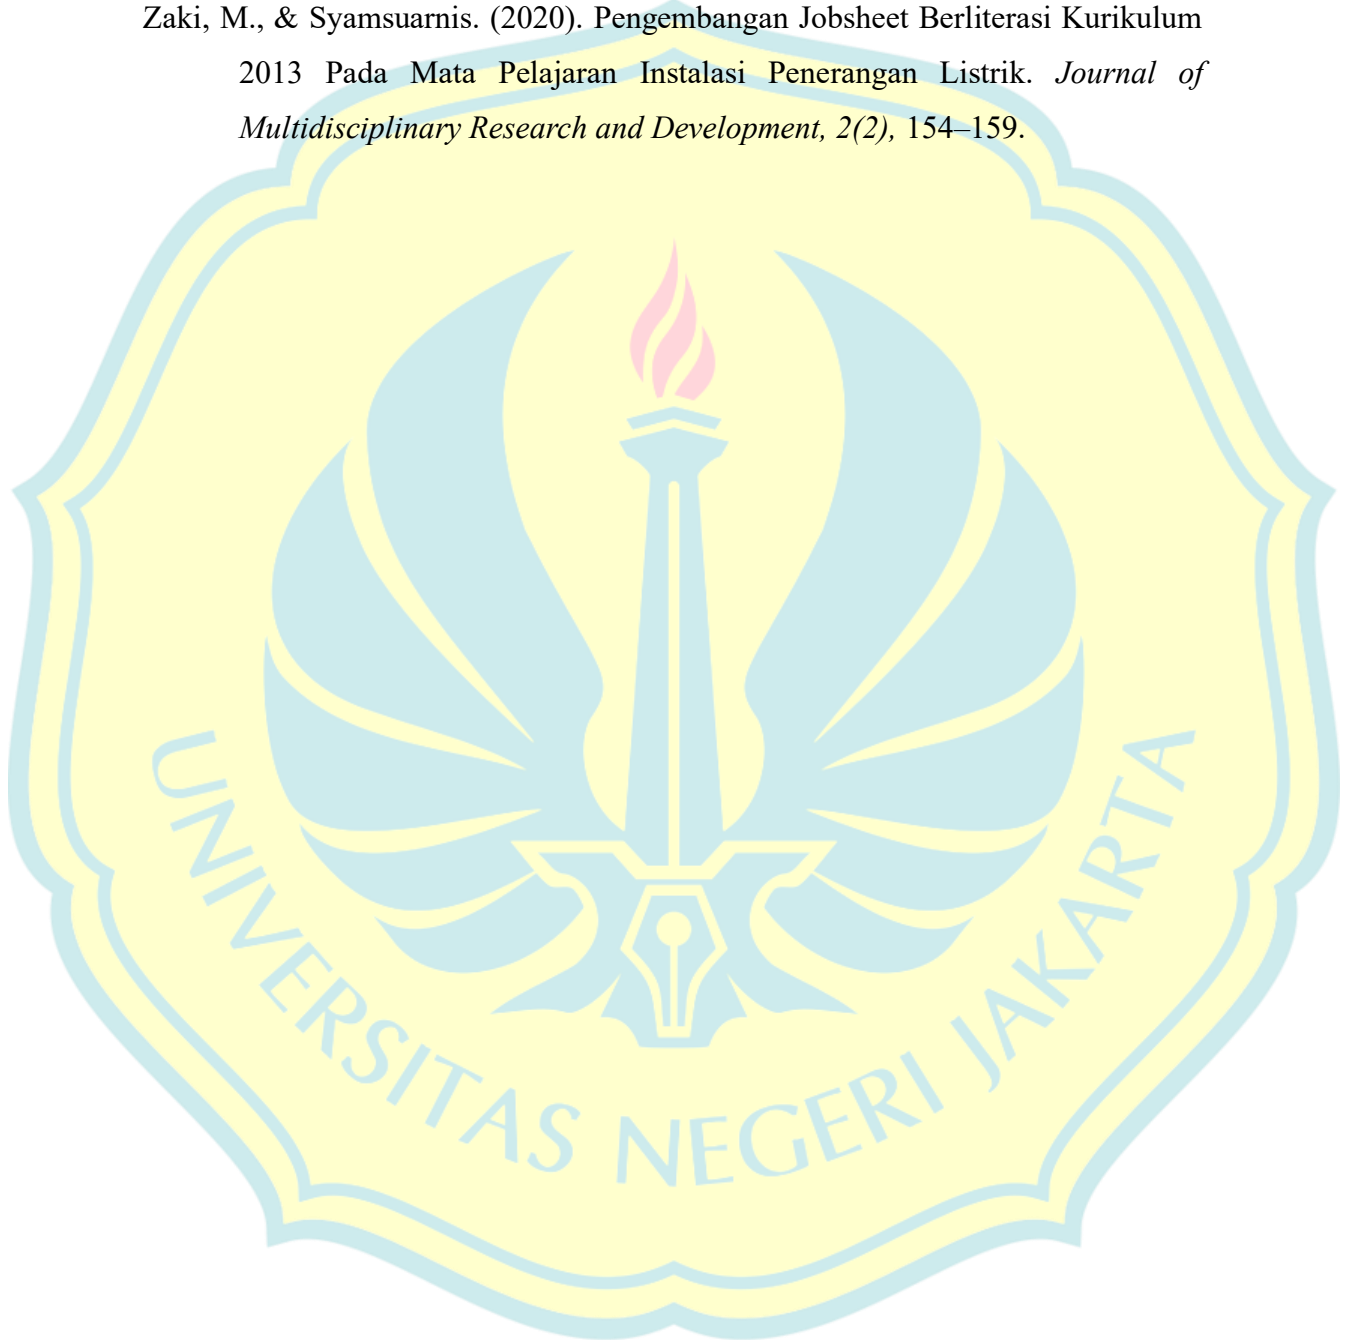 Zaki, M., & Syamsuarnis. (2020). Pengembangan Jobsheet Berliterasi Kurikulum
2013 Pada Mata Pelajaran Instalasi Penerangan Listrik. Journal of
Multidisciplinary Research and Development, 2(2), 154–159.
UNIVERSITAS NEGERI JAKARTA